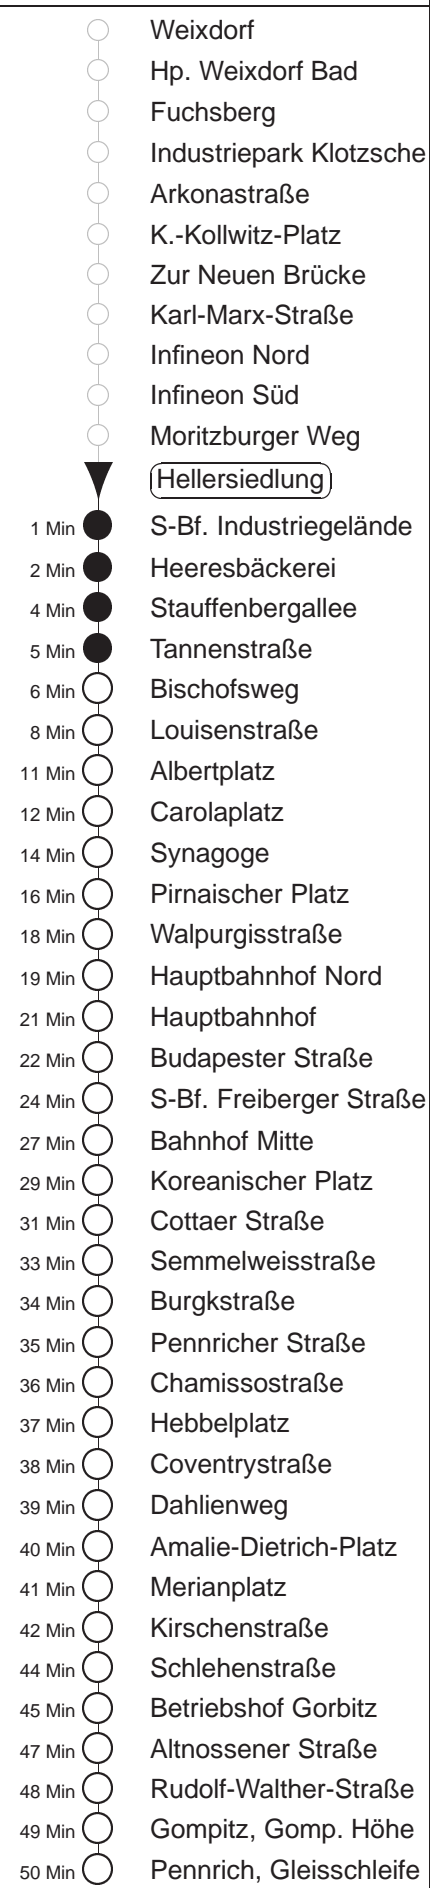 Weixdorf
Hp. Weixdorf Bad
Fuchsberg
Industriepark Klotzsche
Arkonastraße
K.-Kollwitz-Platz
Zur Neuen Brücke
Karl-Marx-Straße
Infineon Nord
Infineon Süd
Moritzburger Weg
Hellersiedlung
1 Min S-Bf. Industriegelände
2 Min Heeresbäckerei
4 Min Stauffenbergallee
5 Min Tannenstraße
6 Min Bischofsweg
8 Min Louisenstraße
11 Min Albertplatz
12 Min Carolaplatz
14 Min Synagoge
16 Min Pirnaischer Platz
18 Min Walpurgisstraße
19 Min Hauptbahnhof Nord
21 Min Hauptbahnhof
22 Min Budapester Straße
24 Min S-Bf. Freiberger Straße
27 Min Bahnhof Mitte
29 Min Koreanischer Platz
31 Min Cottaer Straße
33 Min Semmelweisstraße
34 Min Burgkstraße
35 Min Pennricher Straße
36 Min Chamissostraße
37 Min Hebbelplatz
38 Min Coventrystraße
39 Min Dahlienweg
40 Min Amalie-Dietrich-Platz
41 Min Merianplatz
42 Min Kirschenstraße
44 Min Schlehenstraße
45 Min Betriebshof Gorbitz
47 Min Altnossener Straße
48 Min Rudolf-Walther-Straße
49 Min Gompitz, Gomp. Höhe
50 Min Pennrich, Gleisschleife